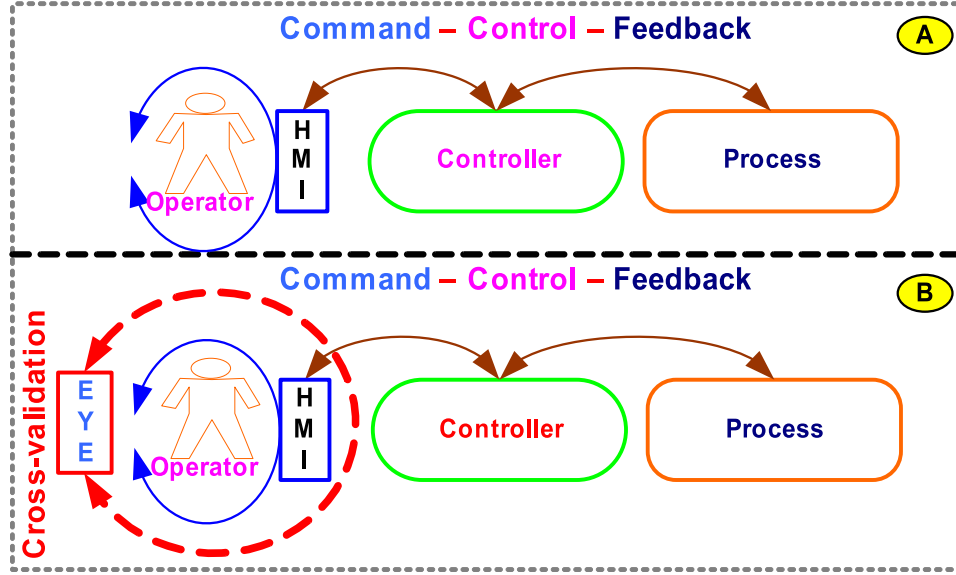 Command – Control – Feedback
A
H
M
I
Controller
Process
Operator
Command – Control – Feedback
B
Cross-validation
E
Y
E
H
M
I
Controller
Process
Operator